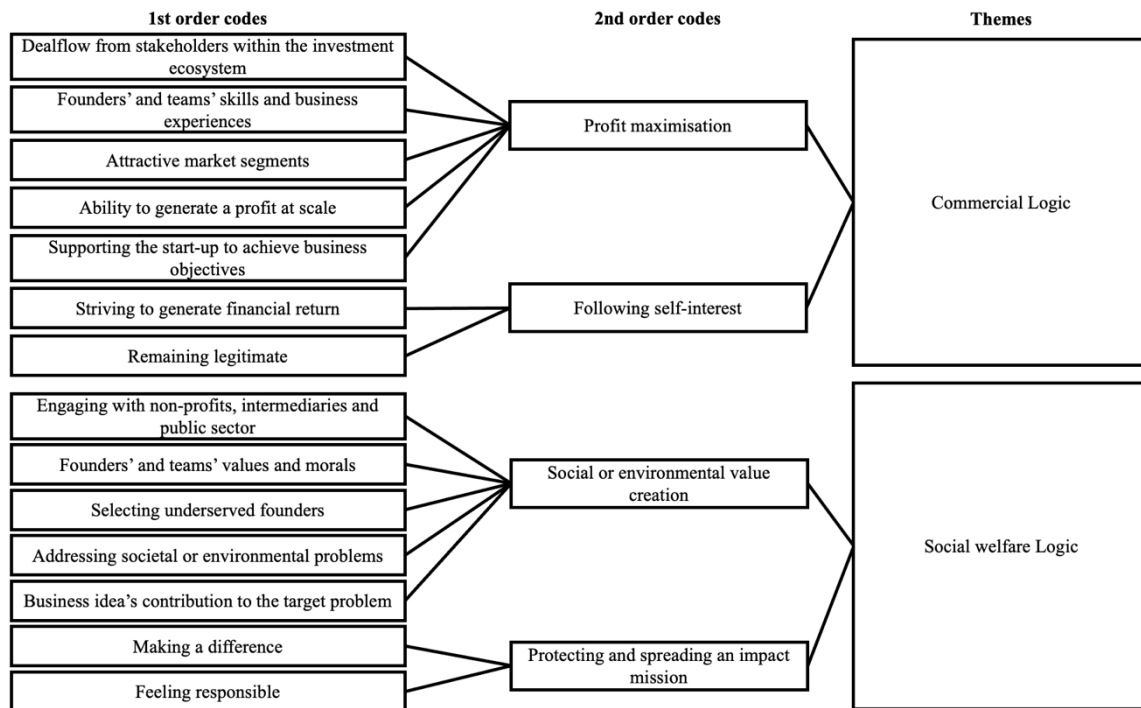 1st order codes
2nd order codes
Themes
Dealflow from stakeholders within the investment
ecosystem
Founders’ and teams’ skills and business
experiences
Attractive market segments
Ability to generate a profit at scale
Supporting the start-up to achieve business
objectives
Striving to generate financial return
Remaining legitimate
Engaging with non-profits, intermediaries and
public sector
Founders’ and teams’ values and morals
Selecting underserved founders
Addressing societal or environmental problems
Business idea’s contribution to the target problem
Making a difference
Feeling responsible
Profit maximisation
Following self-interest
Social or environmental value
creation
Protecting and spreading an impact
mission
Commercial Logic
Social welfare Logic